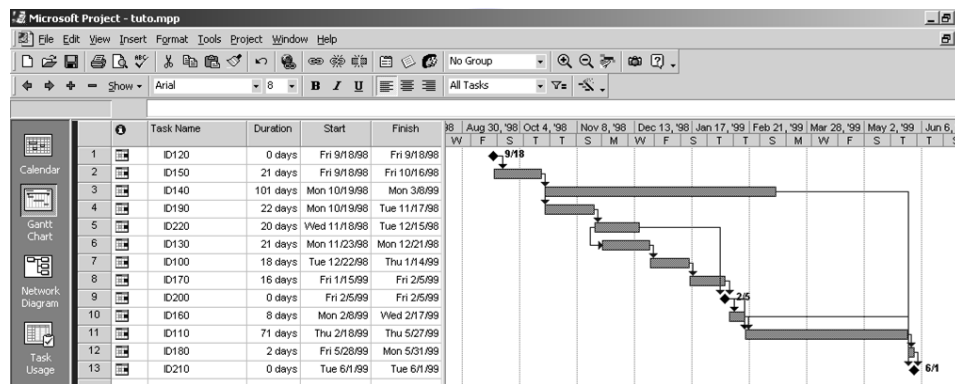 Microsoft Project - tuto.mpp
File Edit View Insert Format Tools Project Window Help
No Group
Show Arial 8 B I U All Tasks
Task Name Duration Start Finish 98 Aug 30, '98 Oct 4, '98 Nov 8, '98 Dec 13, '98 Jan 17, '99 Feb 21, '99 Mar 28, '99 May 2, '99 Jun 6,
W F S T T S M W F S T T S M W F S T T S
1 ID120 0 days Fri 9/18/98 Fri 9/18/98 9/18
2 ID150 21 days Fri 9/18/98 Fri 10/16/98
3 ID140 101 days Mon 10/19/98 Mon 3/8/99
4 ID190 22 days Mon 10/19/98 Tue 11/17/98
5 ID220 20 days Wed 11/18/98 Tue 12/15/98
6 ID130 21 days Mon 11/23/98 Mon 12/21/98
7 ID100 18 days Tue 12/22/98 Thu 1/14/99
8 ID170 16 days Fri 1/15/99 Fri 2/5/99
9 ID200 0 days Fri 2/5/99 Fri 2/5/99 2/5
10 ID160 8 days Mon 2/8/99 Wed 2/17/99
11 ID110 71 days Thu 2/18/99 Thu 5/27/99
12 ID180 2 days Fri 5/28/99 Mon 5/31/99
13 ID210 Tue 6/1/99 Tue 6/1/99 6/1
Calendar
Gantt
Chart
Network
Diagram
Task
Usage